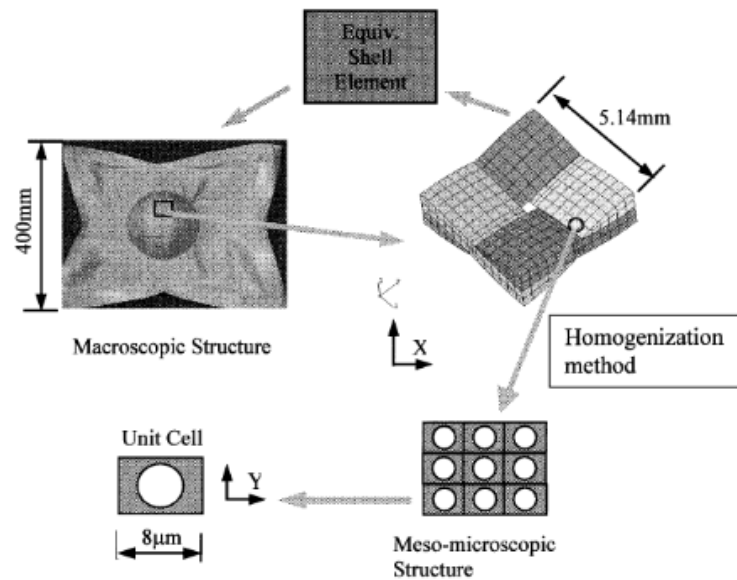 Equiv.
Shell
Element
5.14mm
400mm
Macroscopic Structure
X
Homogenization
method
Unit Cell
Y
8μm
Meso-microscopic
Structure